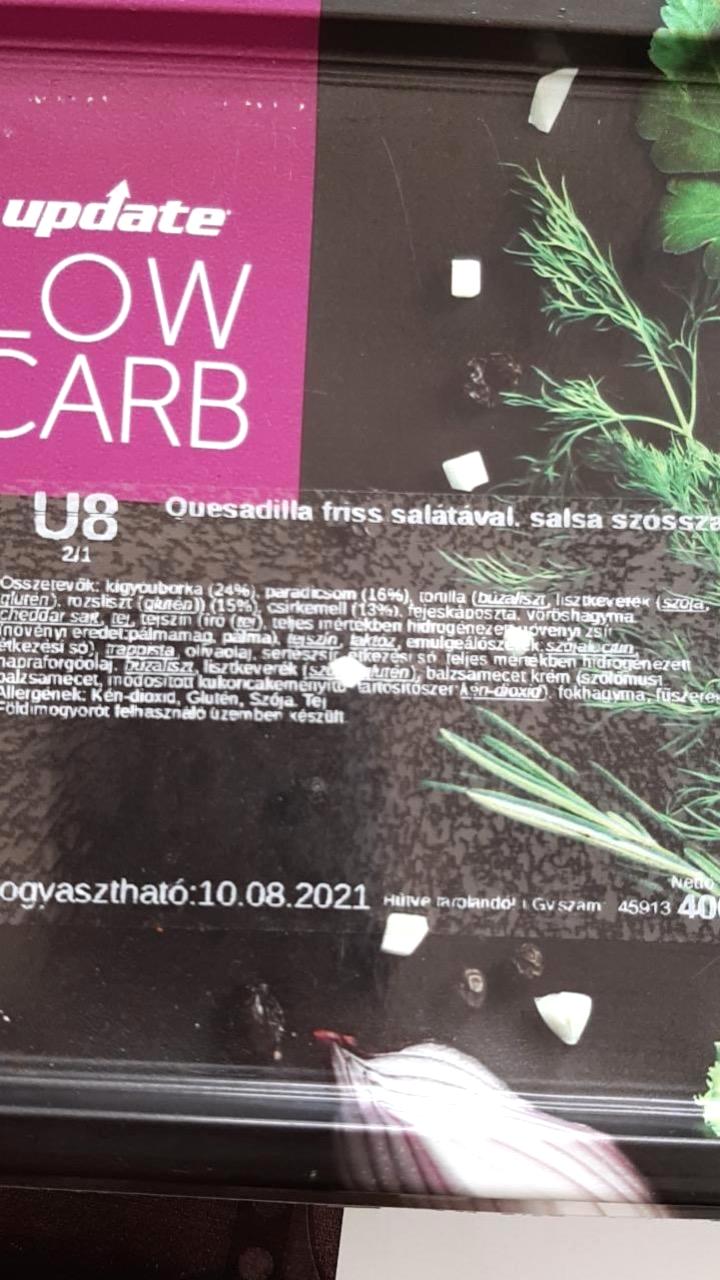 update
LOW
CARB
U8
2/1
Quesadilla friss salátával, salsa szósszal
Összetevők: kígyóuborka (24%), paradicsom (16%), tortilla (búzaliszt, lisztkeverék (szója,
glutén), rozsliszt (glutén)) (15%), csirkemell (13%), fejeskáposzta, vöröshagyma,
cheddar sajt, tej, tejszín (író (tej), teljes mértékben hidrogénezett növényi zsír
(növényi eredet:pálmamag, pálma), tejszín, laktóz, emulgeálószerek: szójalecitin,
étkezési só), trappista, olívaolaj, sertészsír, étkezési só, teljes mértékben hidrogénezett
napraforgóolaj, búzaliszt, lisztkeverék (szója, glutén), balzsamecet krém (szőlőmust,
balzsamecet, módosított kukoricakeményítő, tartósítószer: kén-dioxid), fokhagyma, fűszerek
Allergének: Kén-dioxid, Glutén, Szója, Tej
Földimogyorót felhasználó üzemben készült
ogyasztható:10.08.2021 Hűtve tárolandó! Gy.szám: 45913 Nettó
400